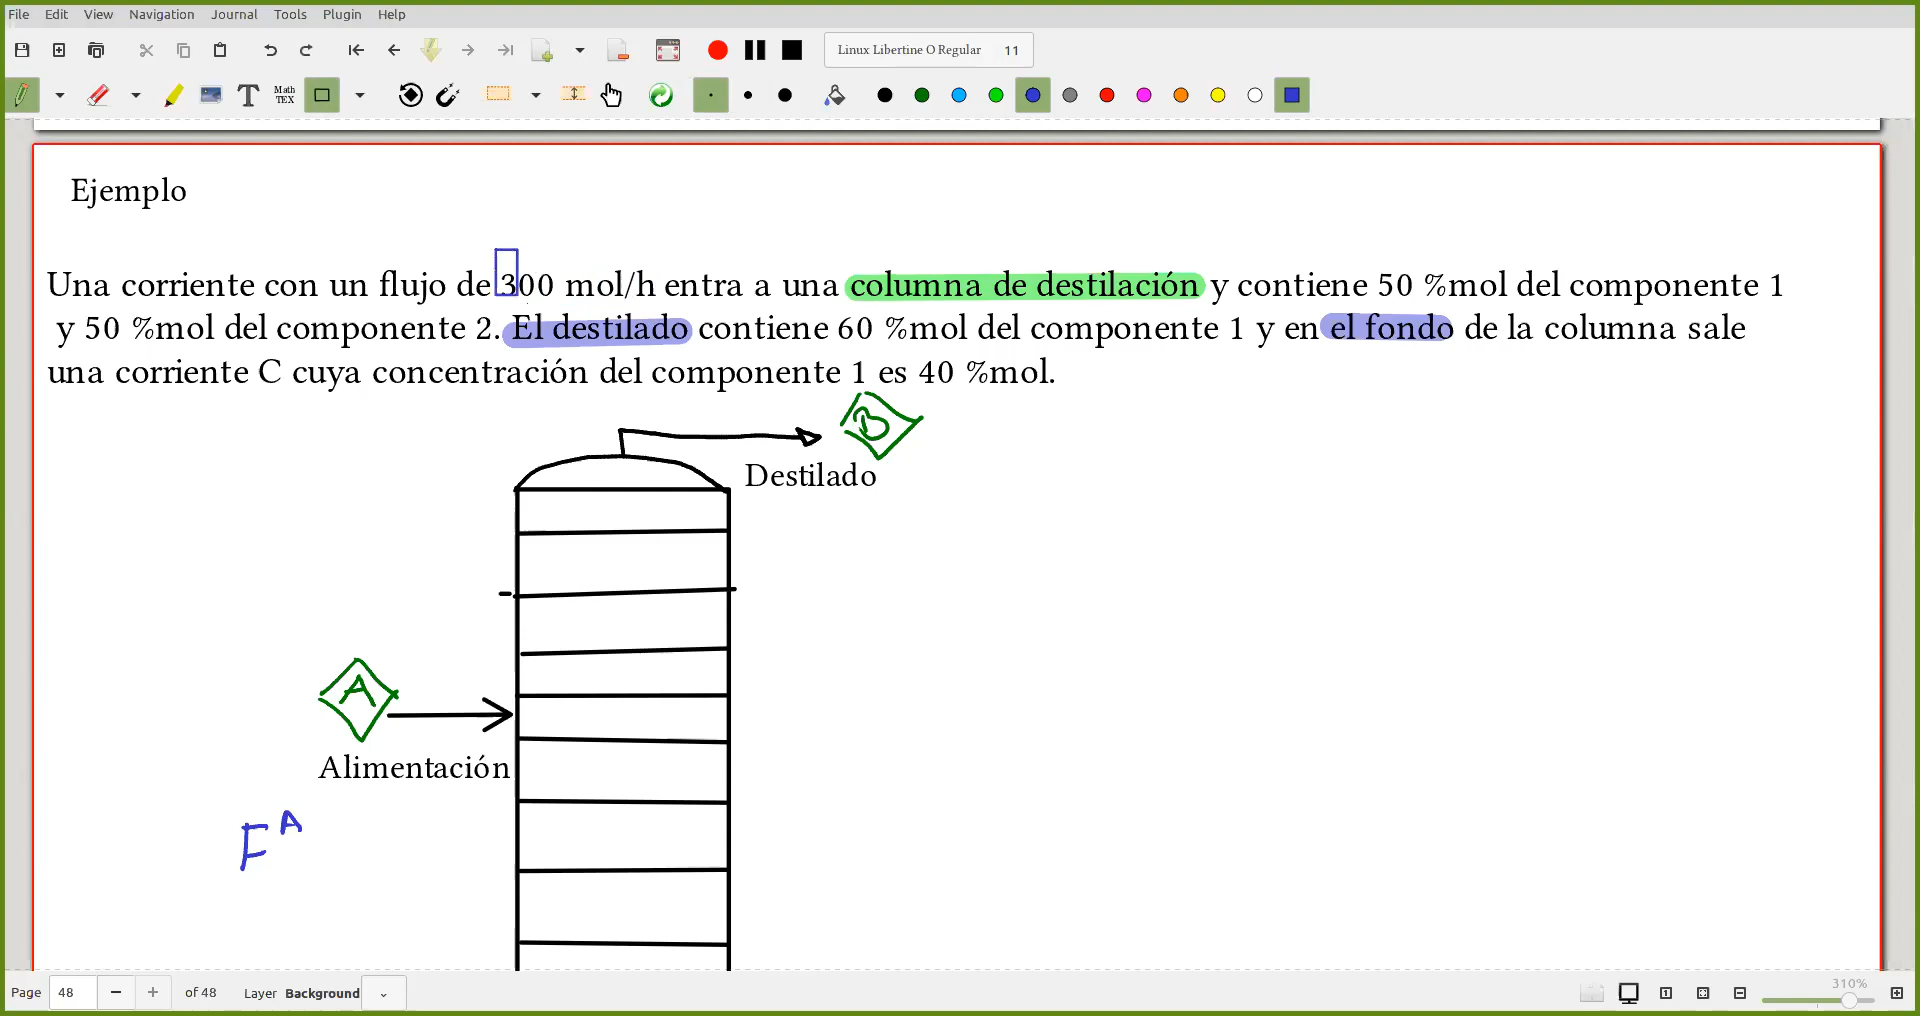 File Edit View Navigation Journal Tools Plugin Help
Linux Libertine O Regular 11
Math
TEX
Ejemplo
Una corriente con un flujo de 300 mol/h entra a una columna de destilación y contiene 50 %mol del componente 1
y 50 %mol del componente 2. El destilado contiene 60 %mol del componente 1 y en el fondo de la columna sale
una corriente C cuya concentración del componente 1 es 40 %mol.
B
Destilado
A
Alimentación
F^A
Page 48 of 48 Layer Background 310%